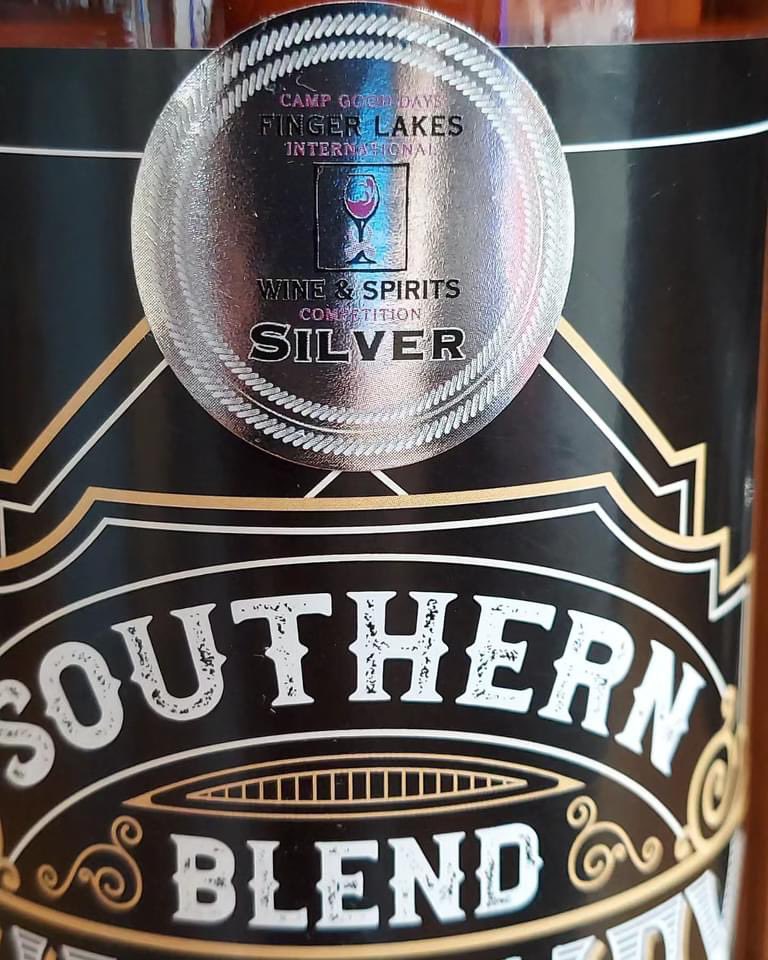 CAMP GOOD DAYS
FINGER LAKES
INTERNATIONAL
WINE & SPIRITS
COMPETITION
SILVER
SOUTHERN
BLEND